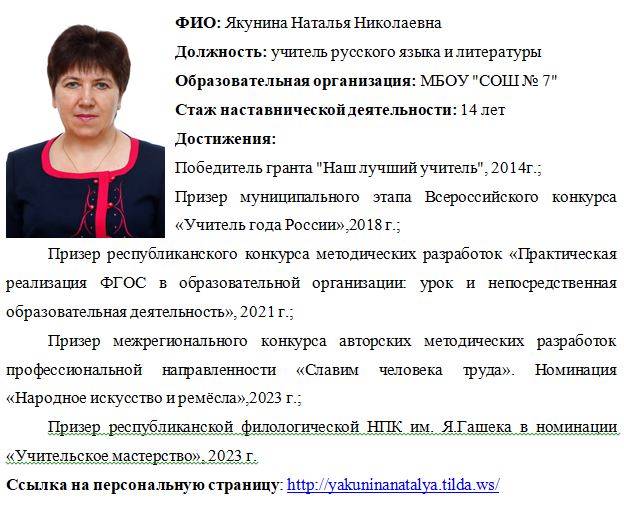 ФИО: Якунина Наталья Николаевна
Должность: учитель русского языка и литературы
Образовательная организация: МБОУ "СОШ № 7"
Стаж наставнической деятельности: 14 лет
Достижения:
Победитель гранта "Наш лучший учитель", 2014г.;
Призер муниципального этапа Всероссийского конкурса
«Учитель года России»,2018 г.;
Призер республиканского конкурса методических разработок «Практическая
реализация ФГОС в образовательной организации: урок и непосредственная
образовательная деятельность», 2021 г.;
Призер межрегионального конкурса авторских методических разработок
профессиональной направленности «Славим человека труда». Номинация
«Народное искусство и ремёсла»,2023 г.;
Призер республиканской филологической НПК им. Я.Гашека в номинации
«Учительское мастерство», 2023 г.
Ссылка на персональную страницу: http://yakuninanatalya.tilda.ws/